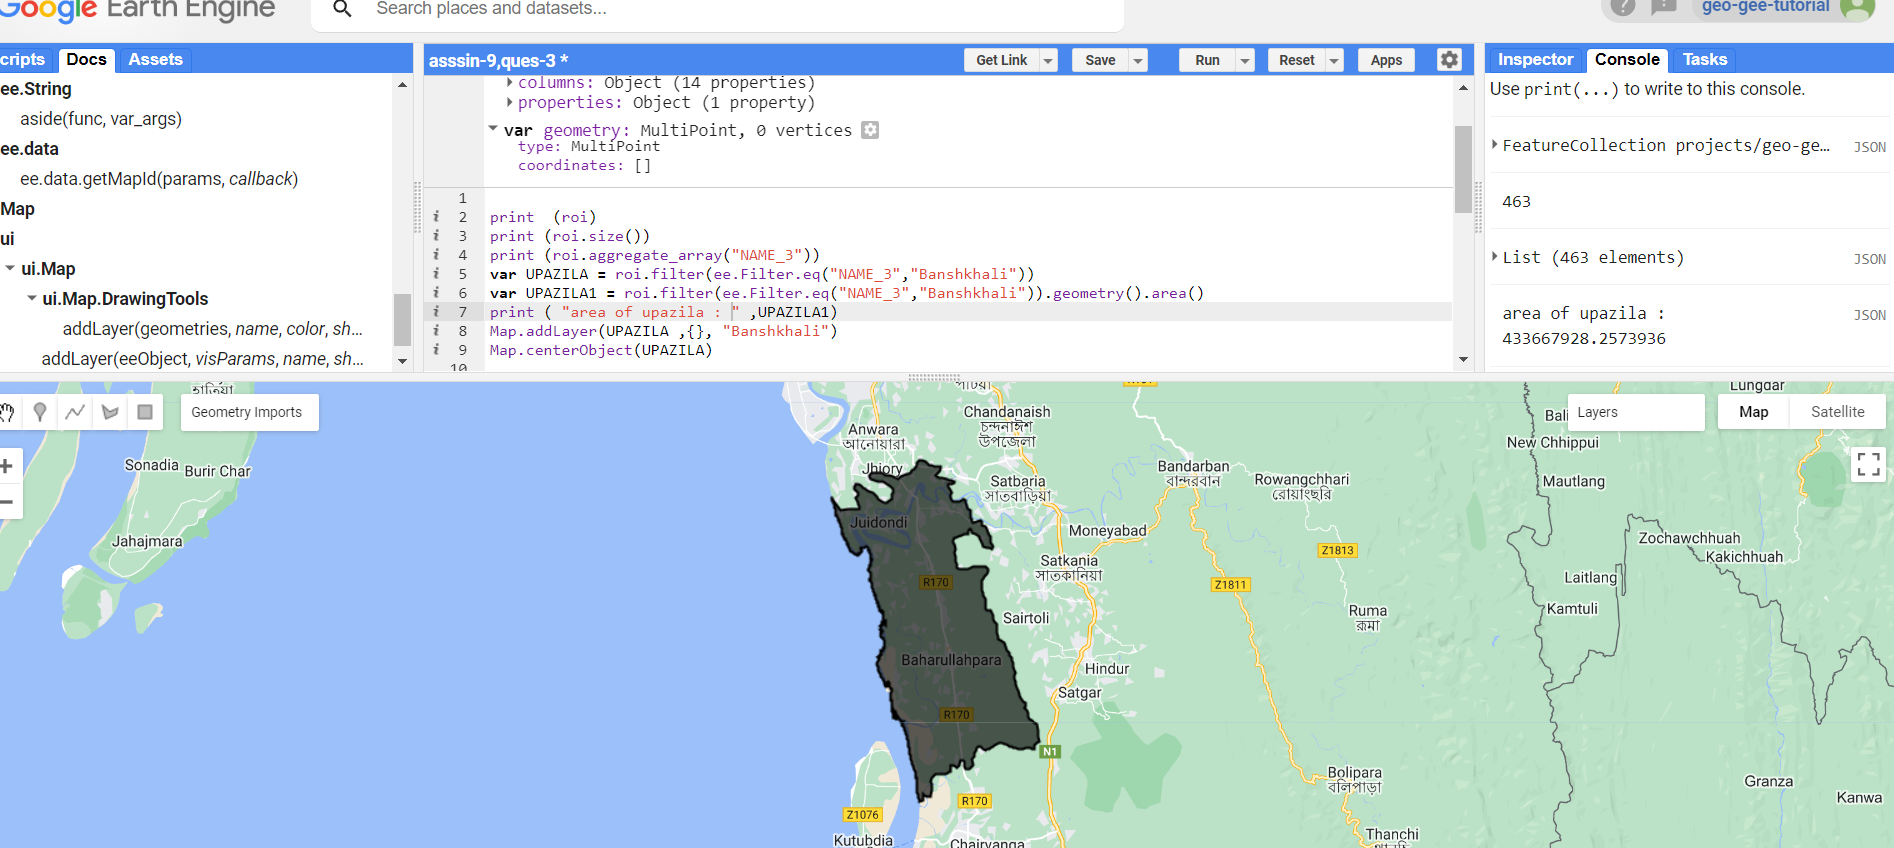 Google Earth Engine
Search places and datasets...
geo-gee-tutorial
cripts
Docs
Assets
ee.String
aside(func, var_args)
ee.data
ee.data.getMapId(params, callback)
Map
ui
ui.Map
ui.Map.DrawingTools
addLayer(geometries, name, color, sh...
addLayer(eeObject, visParams, name, sh...
asssin-9,ques-3 *
Get Link
Save
Run
Reset
Apps
columns: Object (14 properties)
properties: Object (1 property)
var geometry: MultiPoint, 0 vertices
type: MultiPoint
coordinates: []
1
i 2 print  (roi)
i 3 print (roi.size())
i 4 print (roi.aggregate_array("NAME_3"))
i 5 var UPAZILA = roi.filter(ee.Filter.eq("NAME_3","Banshkhali"))
i 6 var UPAZILA1 = roi.filter(ee.Filter.eq("NAME_3","Banshkhali")).geometry().area()
i 7 print ( "area of upazila : " ,UPAZILA1)
i 8 Map.addLayer(UPAZILA ,{}, "Banshkhali")
i 9 Map.centerObject(UPAZILA)
10
Inspector
Console
Tasks
Use print(...) to write to this console.
FeatureCollection projects/geo-ge...
JSON
463
List (463 elements)
JSON
area of upazila :
JSON
433667928.2573936
Geometry Imports
Layers
Map
Satellite
হাতিয়া
Lungdar
Chandanaish
চন্দনাঈশ
উপজেলা
Anwara
আনোয়ারা
New Chhippui
Sonadia
Burir Char
Jhiory
Bandarban
বান্দরবান
Satbaria
সাতবাড়িয়া
Rowangchhari
রোয়াংছরি
Mautlang
Juidondi
Moneyabad
Jahajmara
Z1813
Zochawchhuah
Kakichhuah
Satkania
সাতকানিয়া
Laitlang
R170
Z1811
Kamtuli
Sairtoli
Ruma
রুমা
Baharullahpara
Hindur
Satgar
R170
N1
Bolipara
বলিপাড়া
Granza
Kanwa
R170
Z1076
Kutubdia
Chairvanga
Thanchi